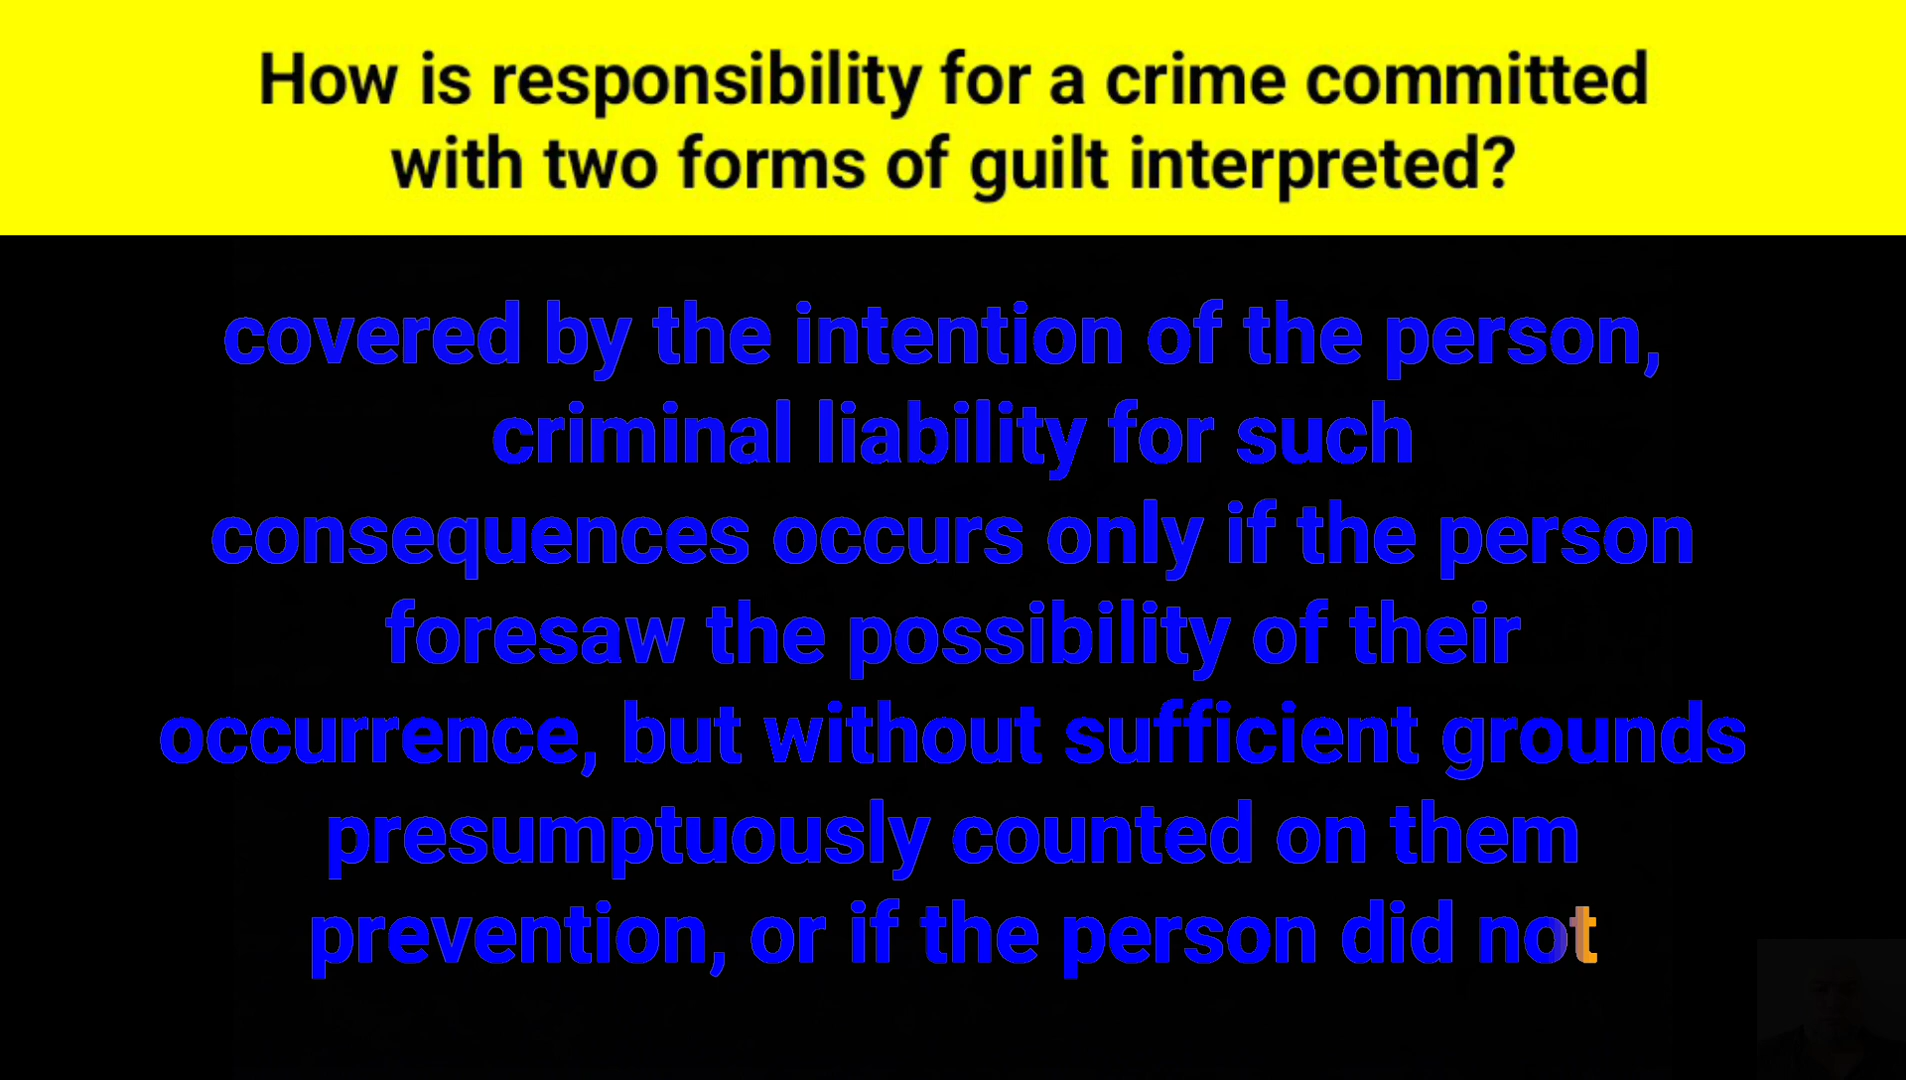 How is responsibility for a crime committed
with two forms of guilt interpreted?
covered by the intention of the person,
criminal liability for such
consequences occurs only if the person
foresaw the possibility of their
occurrence, but without sufficient grounds
presumptuously counted on them
prevention, or if the person did not